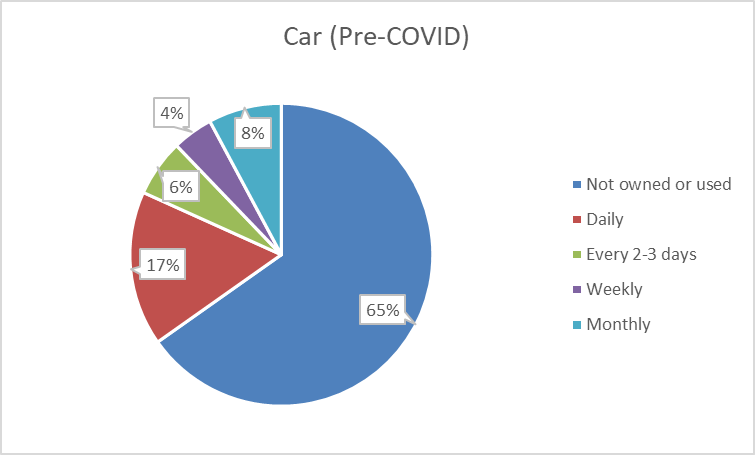 Car (Pre-COVID)
4%
8%
6%
17%
65%
Not owned or used
Daily
Every 2-3 days
Weekly
Monthly